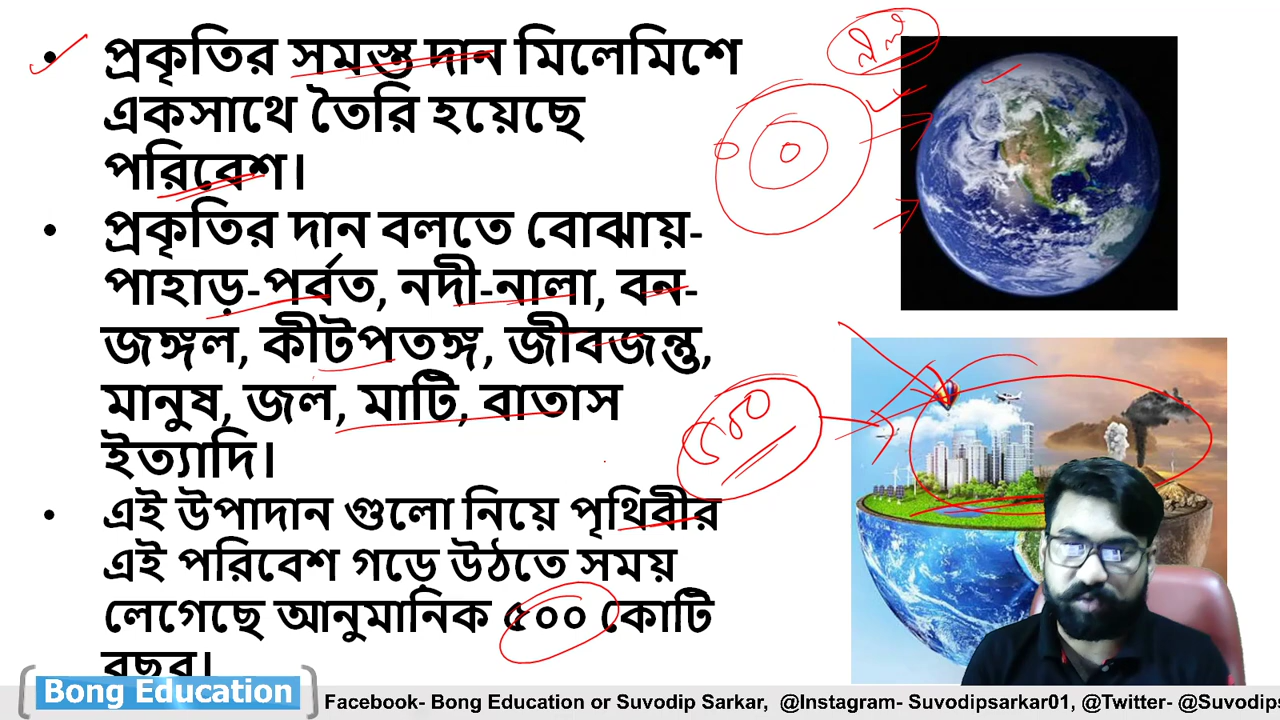 • প্রকৃতির সমস্ত দান মিলেমিশে
একসাথে তৈরি হয়েছে
পরিবেশ।
• প্রকৃতির দান বলতে বোঝায়-
পাহাড়-পর্বত, নদী-নালা, বন-
জঙ্গল, কীটপতঙ্গ, জীবজন্তু,
মানুষ, জল, মাটি, বাতাস
ইত্যাদি।
• এই উপাদান গুলো নিয়ে পৃথিবীর
এই পরিবেশ গড়ে উঠতে সময়
লেগেছে আনুমানিক ৫০০ কোটি
বছর।
৫০০
Bong Education
Facebook- Bong Education or Suvodip Sarkar, @Instagram- Suvodipsarkar01, @Twitter- @Suvodips